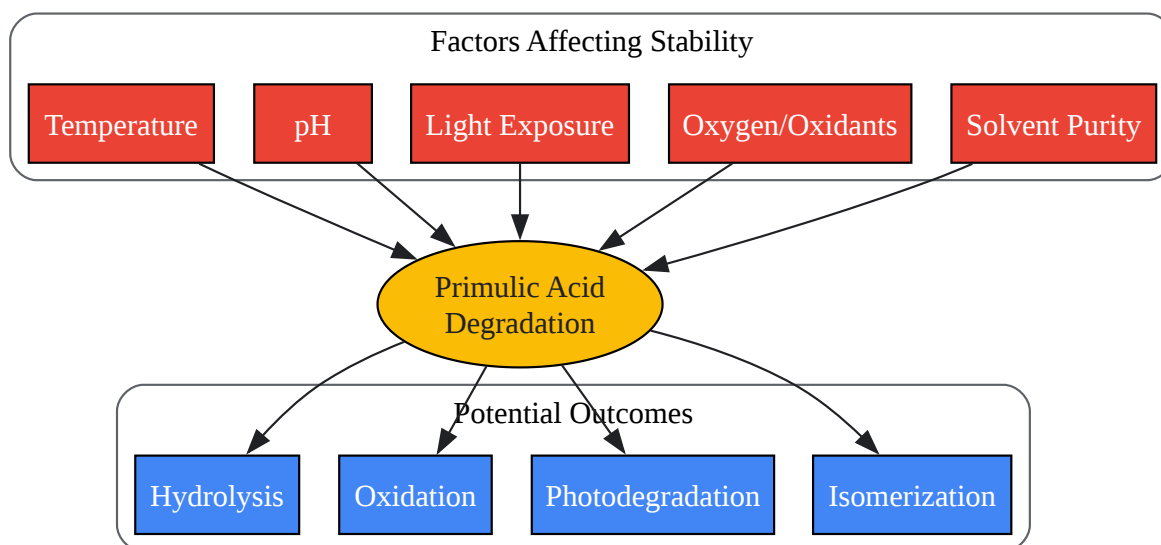 Factors Affecting Stability
Temperature
pH
Light Exposure
Oxygen/Oxidants
Solvent Purity
Primulic Acid
Degradation
Potential Outcomes
Hydrolysis
Oxidation
Photodegradation
Isomerization